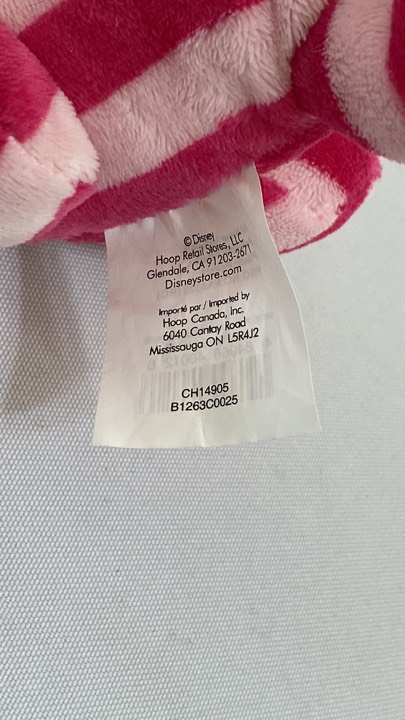 © Disney
Hoop Retail Stores, LLC
Glendale, CA 91203-2671
Disneystore.com
Importé par / Imported by
Hoop Canada, Inc.
6040 Cantay Road
Mississauga ON L5R4J2
CH14905
B1263C0025